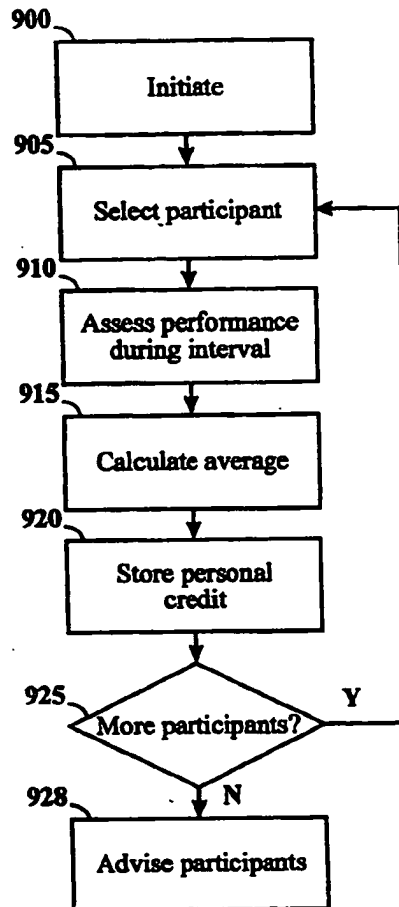 900
Initiate
905
Select participant
910
Assess performance
during interval
915
Calculate average
920
Store personal
credit
925
More participants?
Y
N
928
Advise participants